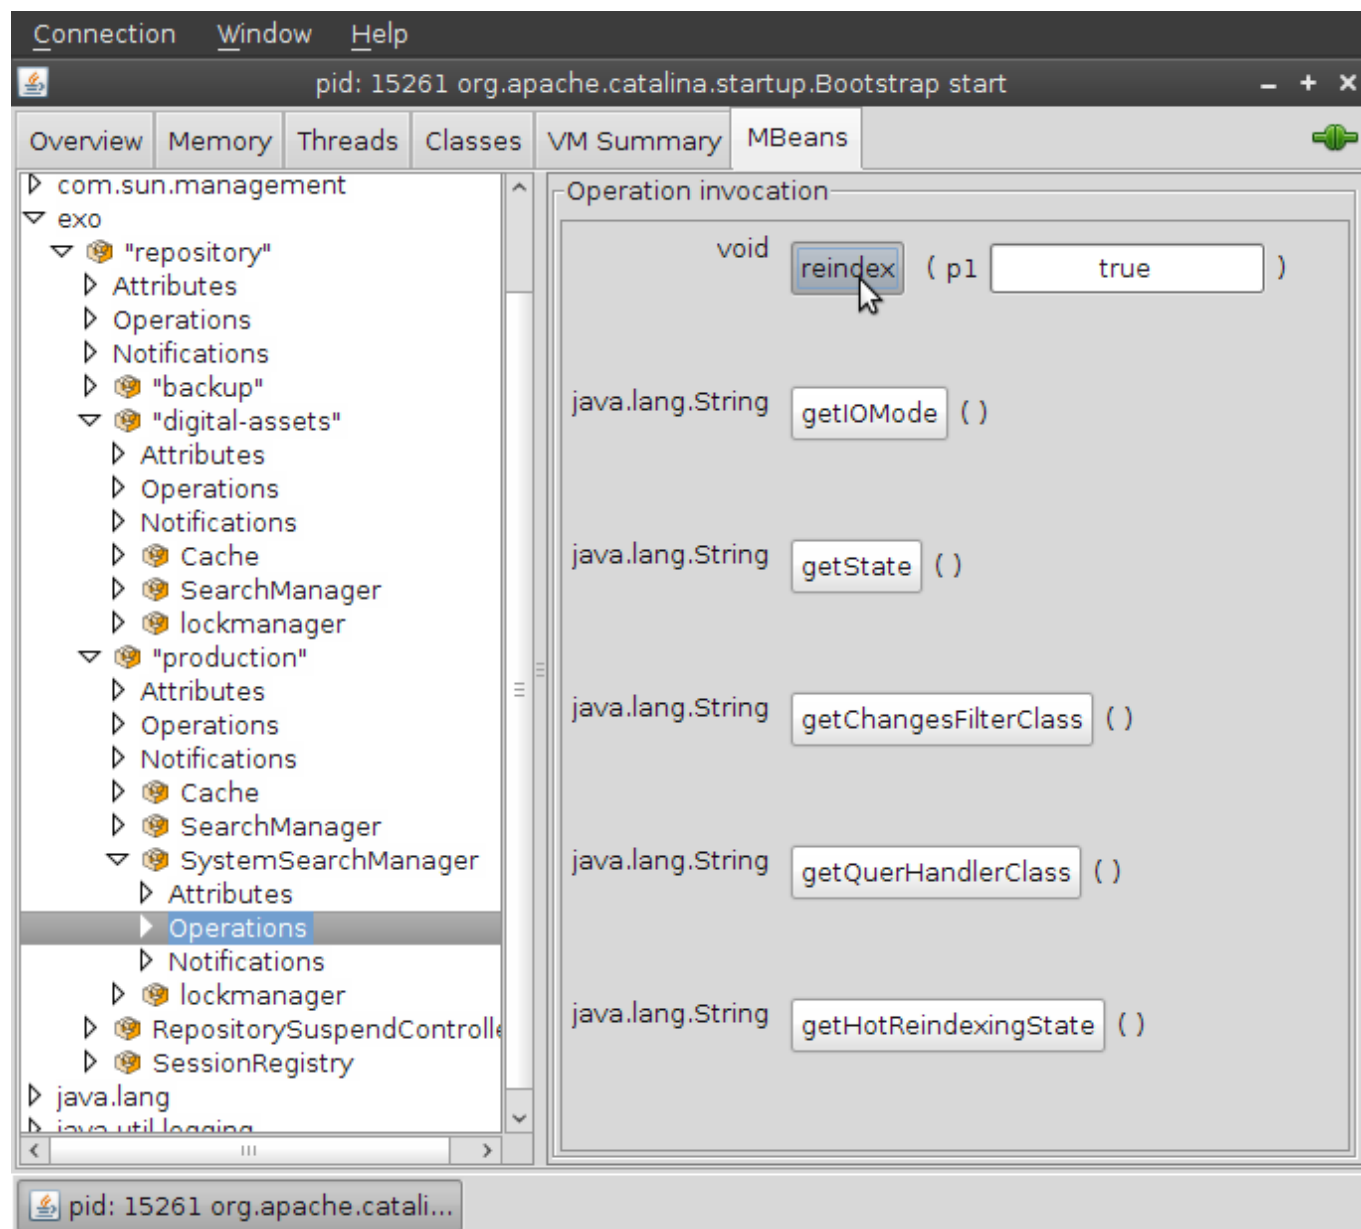 Connection Window Help
pid: 15261 org.apache.catalina.startup.Bootstrap start
Overview Memory Threads Classes VM Summary MBeans
com.sun.management
exo
"repository"
Attributes
Operations
Notifications
"backup"
"digital-assets"
Attributes
Operations
Notifications
Cache
SearchManager
lockmanager
"production"
Attributes
Operations
Notifications
Cache
SearchManager
SystemSearchManager
Attributes
Operations
Notifications
lockmanager
RepositorySuspendControlle
SessionRegistry
java.lang
java.util.logging
Operation invocation
void reindex ( p1 true )
java.lang.String getIOMode ( )
java.lang.String getState ( )
java.lang.String getChangesFilterClass ( )
java.lang.String getQuerHandlerClass ( )
java.lang.String getHotReindexingState ( )
pid: 15261 org.apache.catali...